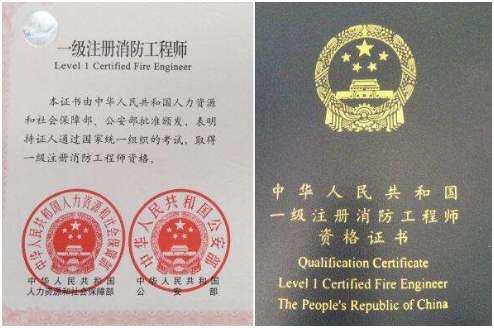 一级注册消防工程师
Level 1 Certified Fire Engineer
本证书由中华人民共和国人力资源
和社会保障部、公安部批准颁发，表明
持证人通过国家统一组织的考试，取得
一级注册消防工程师资格。
中华人民共和国人力资源和社会保障部
中华人民共和国公安部
中华人民共和国
人力资源和社会保障部
中华人民共和国
公安部
中华人民共和国
一级注册消防工程师
资格证书
Qualification Certificate
Level 1 Certified Fire Engineer
The People's Republic of China